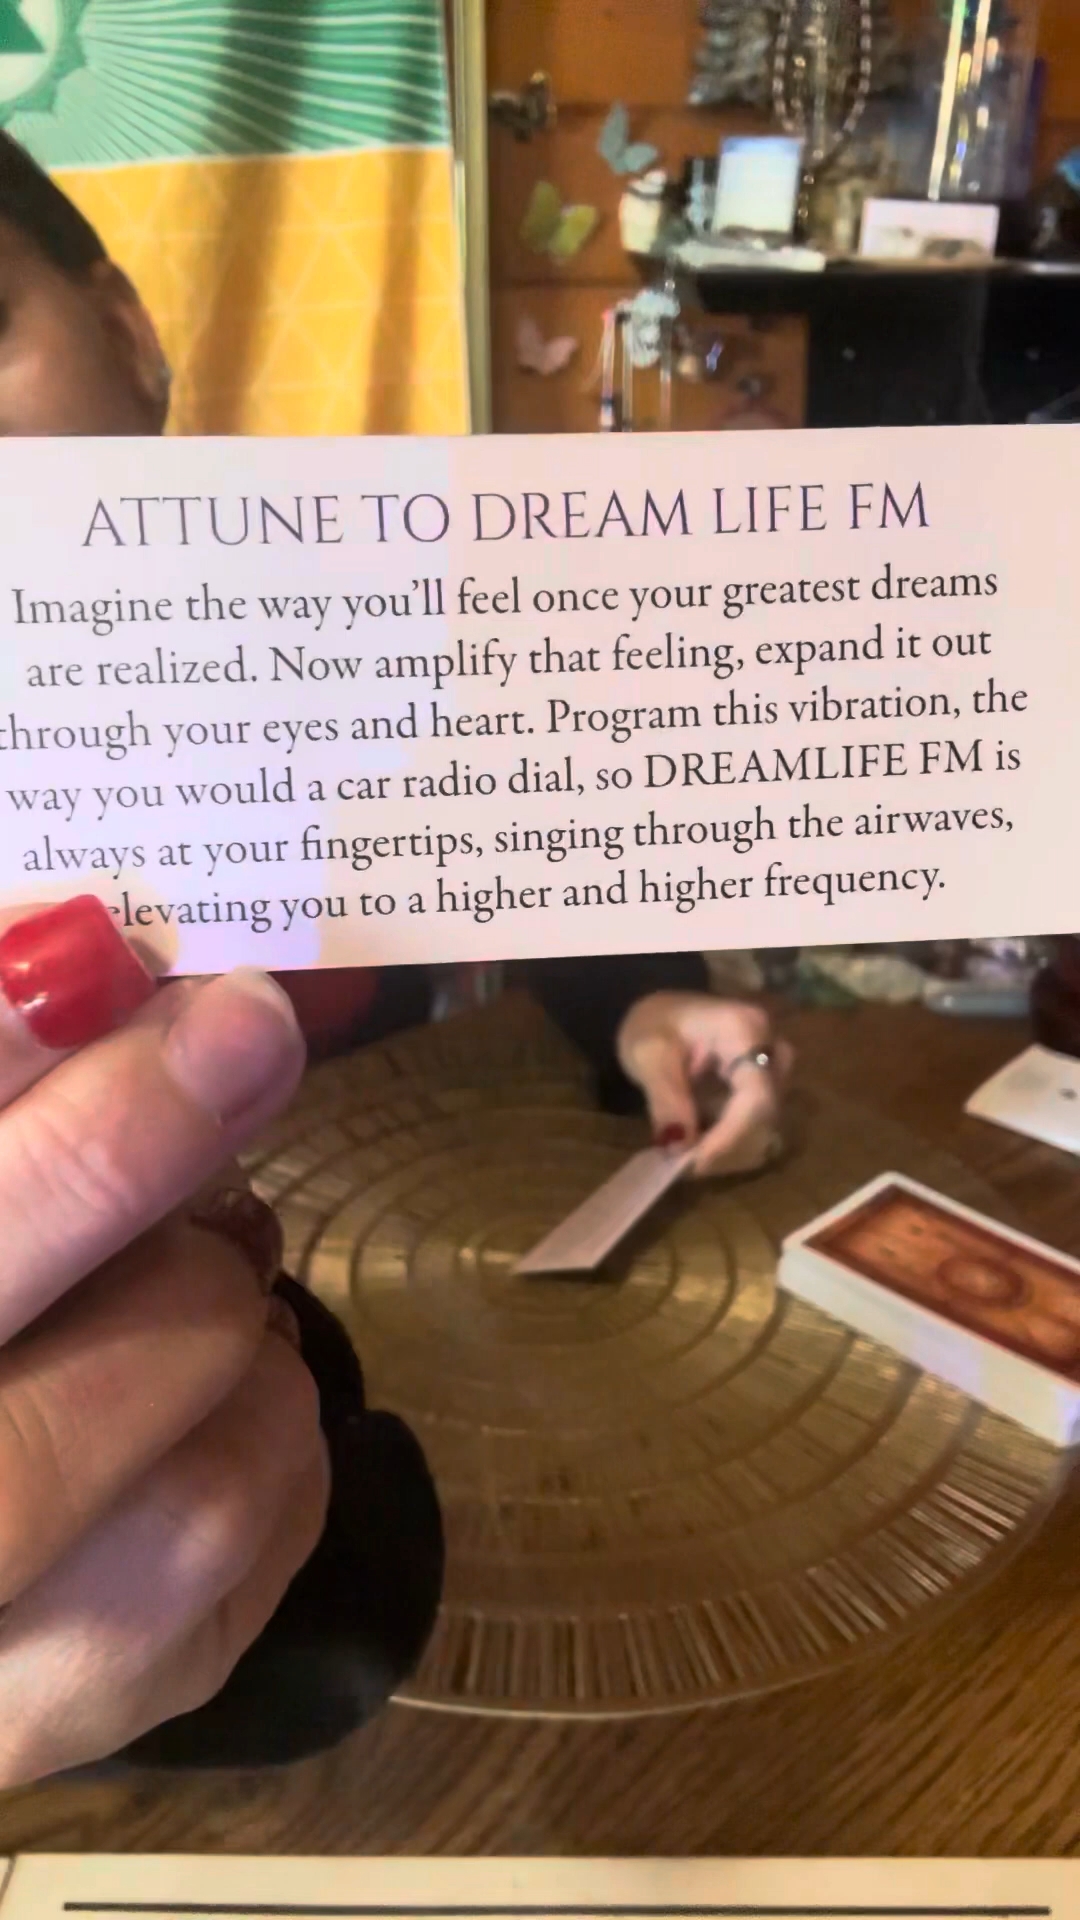 ATTUNE TO DREAM LIFE FM
Imagine the way you'll feel once your greatest dreams
are realized. Now amplify that feeling, expand it out
through your eyes and heart. Program this vibration, the
way you would a car radio dial, so DREAMLIFE FM is
always at your fingertips, singing through the airwaves,
elevating you to a higher and higher frequency.